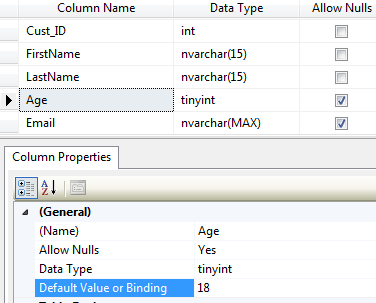 Column Name Data Type Allow Nulls
Cust_ID int
FirstName nvarchar(15)
LastName nvarchar(15)
Age tinyint
Email nvarchar(MAX)
Column Properties
(General)
(Name) Age
Allow Nulls Yes
Data Type tinyint
Default Value or Binding 18